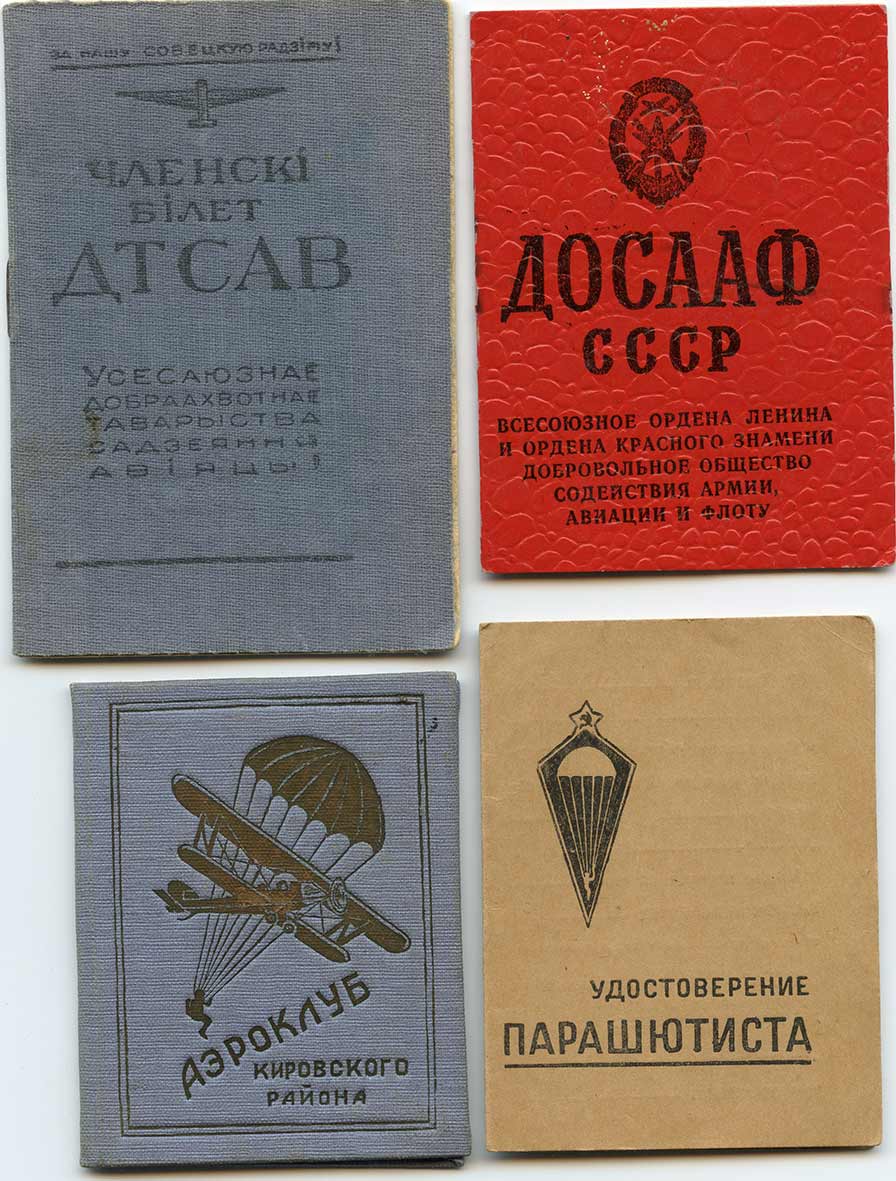 ЗА НАШУ СОВЕЦКУЮ РАДЗІМУ!
ЧЛЕНСКІ
БІЛЕТ
ДТСАВ
УСЕСАЮЗНАЕ
ДОБРААХВОТНАЕ
ТАВАРЫСТВА
САДЗЕЯННЯ
АВІЯЦЫІ
ДОСААФ
СССР
ВСЕСОЮЗНОЕ ОРДЕНА ЛЕНИНА
И ОРДЕНА КРАСНОГО ЗНАМЕНИ
ДОБРОВОЛЬНОЕ ОБЩЕСТВО
СОДЕЙСТВИЯ АРМИИ,
АВИАЦИИ И ФЛОТУ
АЭРОКЛУБ
КИРОВСКОГО
РАЙОНА
УДОСТОВЕРЕНИЕ
ПАРАШЮТИСТА